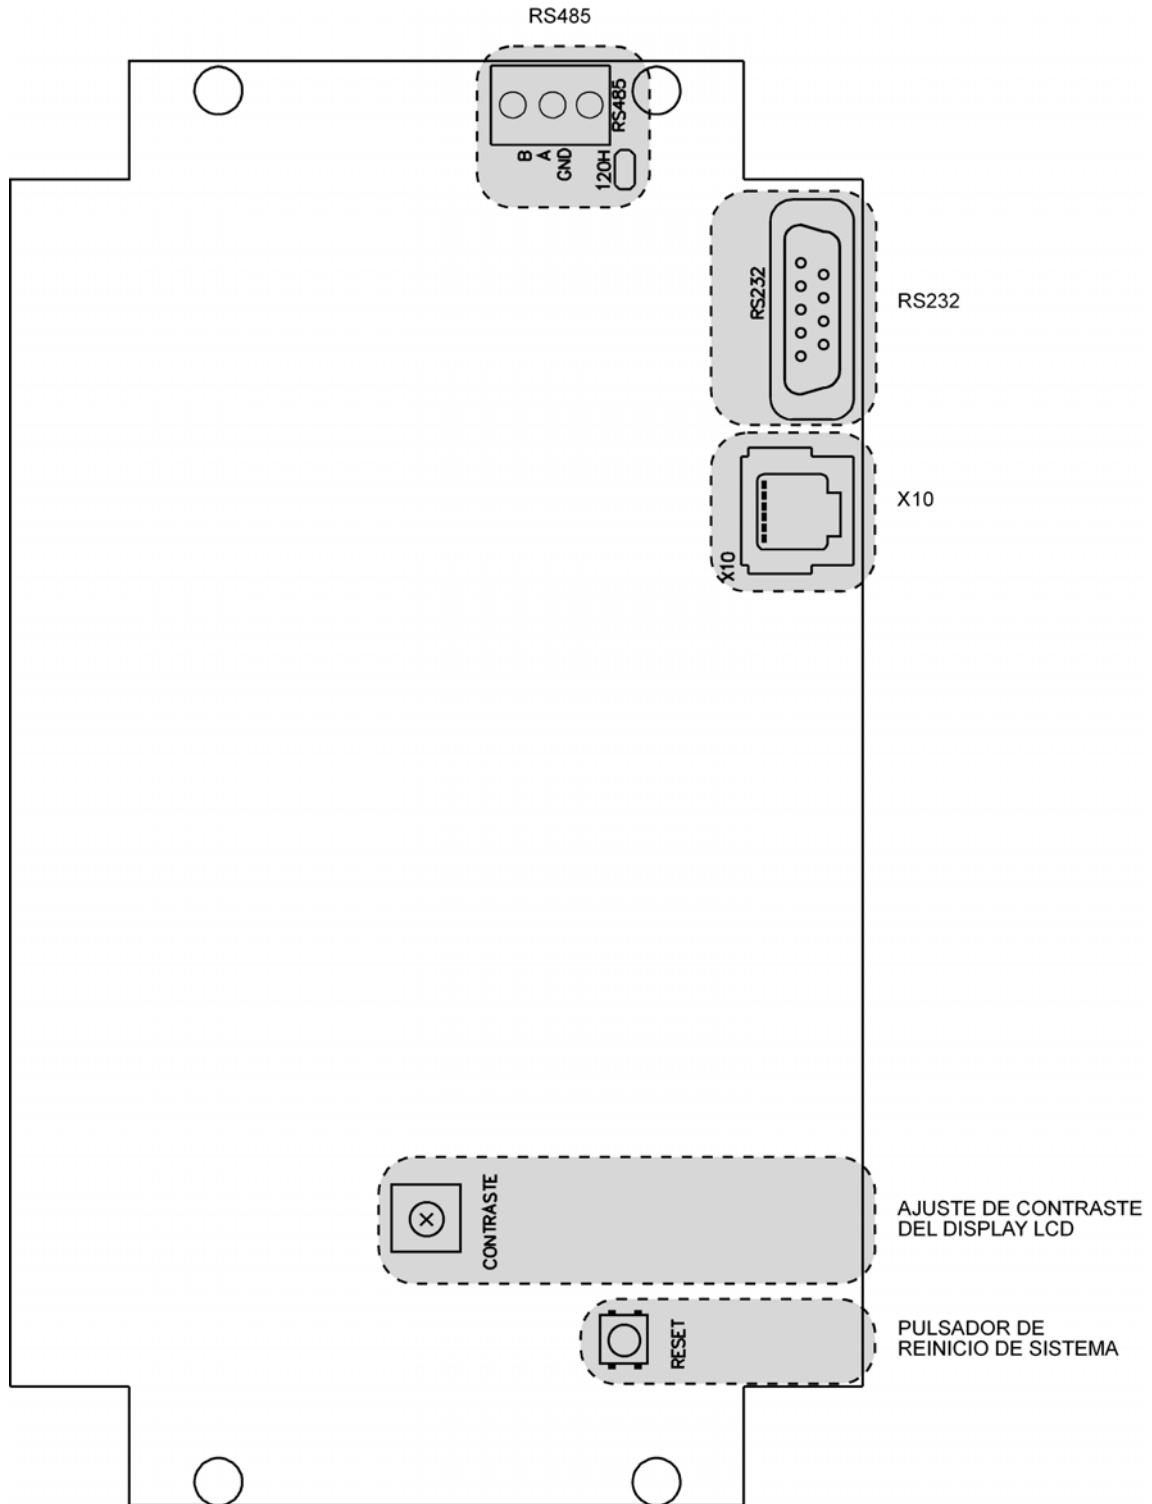 RS485
RS485
B
A
GND
120H
RS232
RS232
X10
X10
CONTRASTE
AJUSTE DE CONTRASTE
DEL DISPLAY LCD
RESET
PULSADOR DE
REINICIO DE SISTEMA